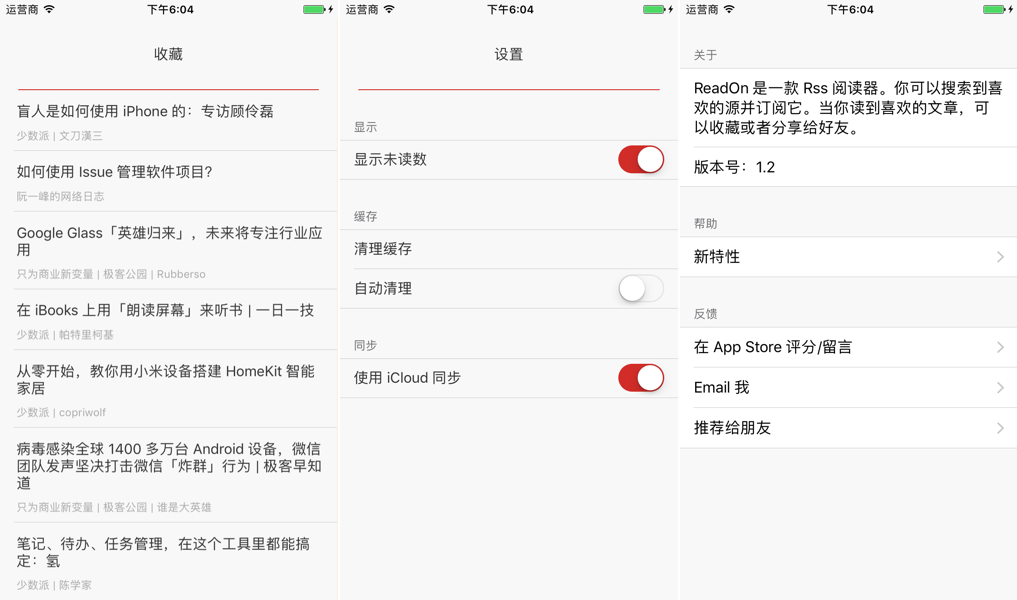 运营商 下午6:04
收藏
盲人是如何使用 iPhone 的：专访顾伶磊
少数派 | 文刀漢三
如何使用 Issue 管理软件项目?
阮一峰的网络日志
Google Glass「英雄归来」，未来将专注行业应
用
只为商业新变量 | 极客公园 | Rubberso
在 iBooks 上用「朗读屏幕」来听书 | 一日一技
少数派 | 帕特里柯基
从零开始，教你用小米设备搭建 HomeKit 智能
家居
少数派 | copriwolf
病毒感染全球 1400 多万台 Android 设备，微信
团队发声坚决打击微信「炸群」行为 | 极客早知
道
只为商业新变量 | 极客公园 | 谁是大英雄
笔记、待办、任务管理，在这个工具里都能搞
定：氢
少数派 | 陈学家
运营商 下午6:04
设置
显示
显示未读数
缓存
清理缓存
自动清理
同步
使用 iCloud 同步
运营商 下午6:04
关于
ReadOn 是一款 Rss 阅读器。你可以搜索到喜
欢的源并订阅它。当你读到喜欢的文章，可
以收藏或者分享给好友。
版本号：1.2
帮助
新特性
反馈
在 App Store 评分/留言
Email 我
推荐给朋友